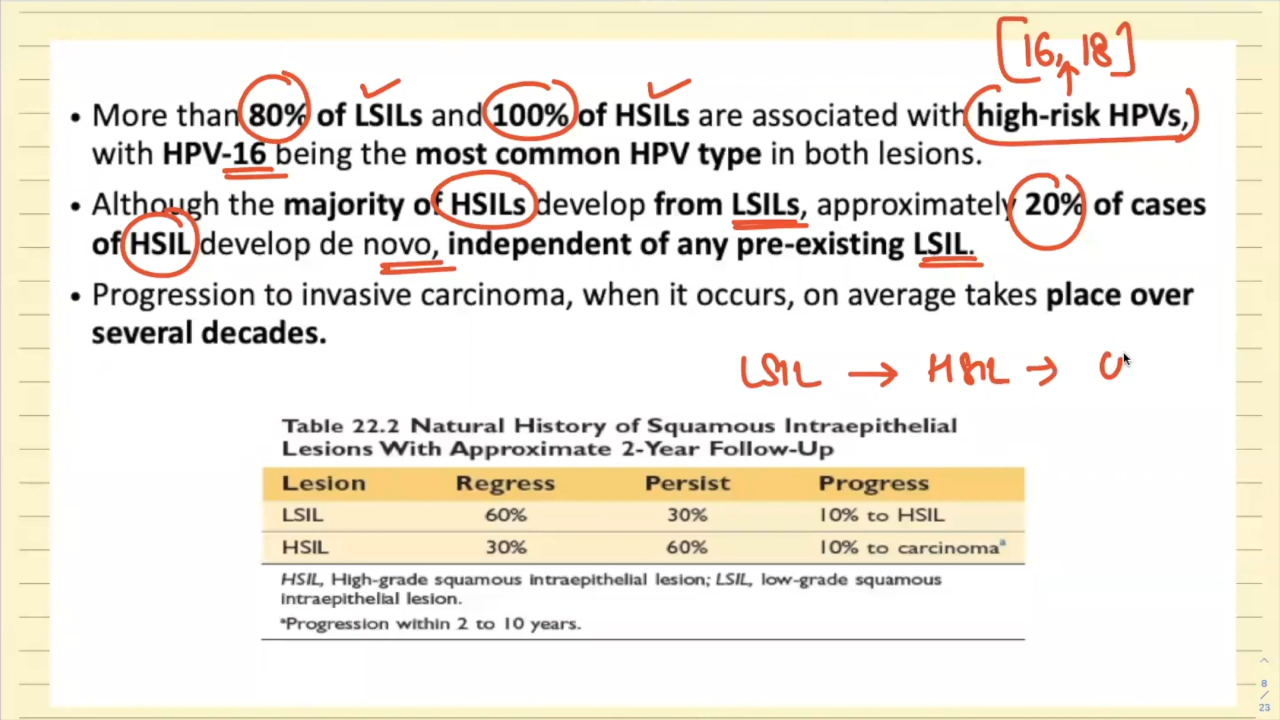 [16, 18]
• More than 80% of LSILs and 100% of HSILs are associated with high-risk HPVs,
with HPV-16 being the most common HPV type in both lesions.
• Although the majority of HSILs develop from LSILs, approximately 20% of cases
of HSIL develop de novo, independent of any pre-existing LSIL.
• Progression to invasive carcinoma, when it occurs, on average takes place over
several decades.
LSIL → HSIL →
Table 22.2 Natural History of Squamous Intraepithelial
Lesions With Approximate 2-Year Follow-Up
Lesion Regress Persist Progress
LSIL 60% 30% 10% to HSIL
HSIL 30% 60% 10% to carcinomaᵃ
HSIL, High-grade squamous intraepithelial lesion; LSIL, low-grade squamous
intraepithelial lesion.
ᵃProgression within 2 to 10 years.
8
/
23